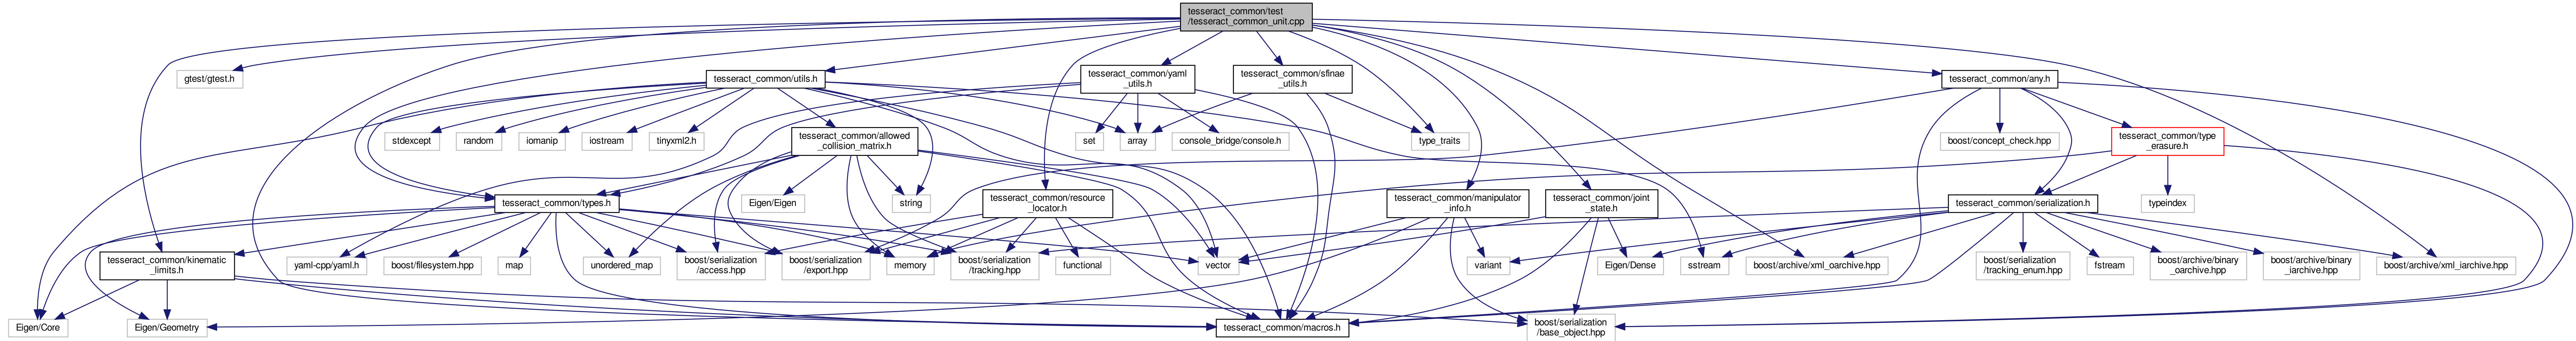 tesseract_common/test
/tesseract_common_unit.cpp
gtest/gtest.h
tesseract_common/utils.h
tesseract_common/yaml
_utils.h
tesseract_common/sfinae
_utils.h
tesseract_common/any.h
stdexcept
random
iomanip
iostream
tinyxml2.h
tesseract_common/allowed
_collision_matrix.h
set
array
console_bridge/console.h
type_traits
boost/concept_check.hpp
tesseract_common/type
_erasure.h
tesseract_common/types.h
Eigen/Eigen
string
tesseract_common/resource
_locator.h
tesseract_common/manipulator
_info.h
tesseract_common/joint
_state.h
tesseract_common/serialization.h
typeindex
tesseract_common/kinematic
_limits.h
yaml-cpp/yaml.h
boost/filesystem.hpp
map
unordered_map
boost/serialization
/access.hpp
boost/serialization
/export.hpp
memory
boost/serialization
/tracking.hpp
functional
vector
variant
Eigen/Dense
sstream
boost/archive/xml_oarchive.hpp
boost/serialization
/tracking_enum.hpp
fstream
boost/archive/binary
_oarchive.hpp
boost/archive/binary
_iarchive.hpp
boost/archive/xml_iarchive.hpp
Eigen/Core
Eigen/Geometry
tesseract_common/macros.h
boost/serialization
/base_object.hpp